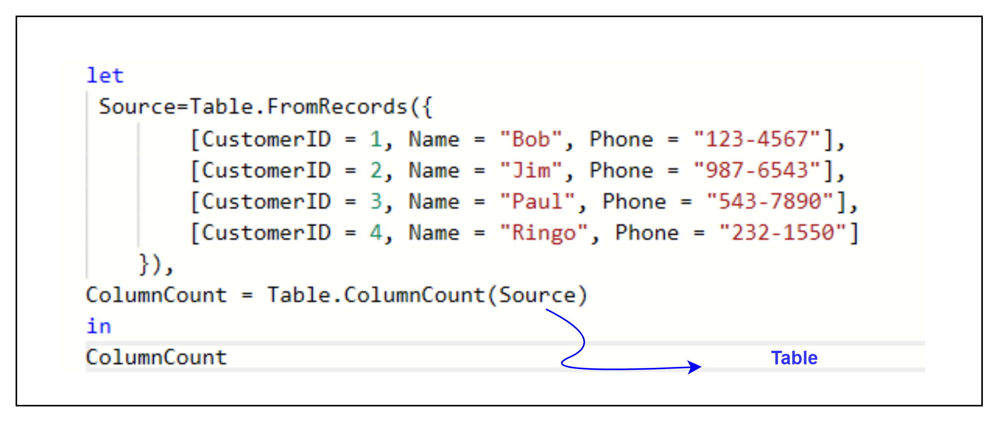 let
Source=Table.FromRecords({
[CustomerID = 1, Name = "Bob", Phone = "123-4567"],
[CustomerID = 2, Name = "Jim", Phone = "987-6543"],
[CustomerID = 3, Name = "Paul", Phone = "543-7890"],
[CustomerID = 4, Name = "Ringo", Phone = "232-1550"]
}),
ColumnCount = Table.ColumnCount(Source)
in
ColumnCount
Table